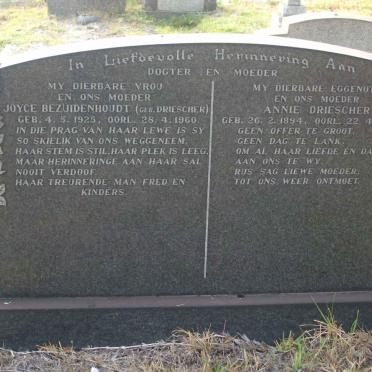 In Liefdevolle Herinnering Aan
DOGTER EN MOEDER
MY DIERBARE VROU
EN ONS MOEDER
JOYCE BEZUIDENHOUDT (GEB. DRIESCHER)
GEB. 4. 5. 1925, OORL. 28. 4. 1960.
IN DIE PRAG VAN HAAR LEWE IS SY
SO SKIELIK VAN ONS WEGGENEEM.
HAAR STEM IS STIL, HAAR PLEK IS LEEG,
MAAR HERINNERINGE AAN HAAR SAL
NOOIT VERDOOF.
HAAR TREURENDE MAN FRED EN
KINDERS.
MY DIERBARE EGGENOT
EN ONS MOEDER
ANNIE DRIESCHER
GEB. 26. 2. 1894, OORL. 22. 4
GEEN OFFER TE GROOT.
GEEN DAG TE LANK.
OM AL HAAR LIEFDE EN DA
AAN ONS TE WY.
RUS SAG LIEWE MOEDER,
TOT ONS WEER ONTMOET.